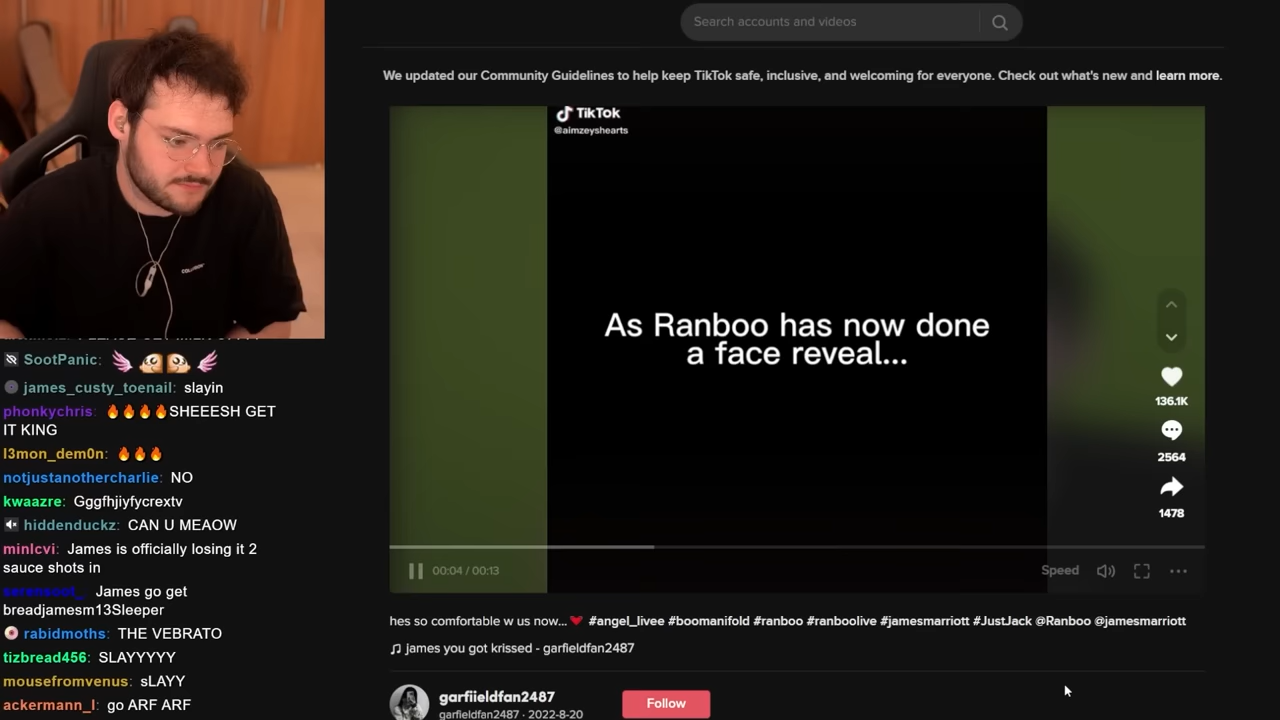 Search accounts and videos
We updated our Community Guidelines to help keep TikTok safe, inclusive, and welcoming for everyone. Check out what's new and learn more.
TikTok
@aimzeyshearts
As Ranboo has now done
a face reveal...
136.1K
2564
1478
00:04 / 00:13
Speed
hes so comfortable w us now...❤️ #angel_livee #boomanifold #ranboo #ranboolive #jamesmarriott #JustJack @Ranboo @jamesmarriott
james you got krissed - garfieldfan2487
garfiieldfan2487
garfieldfan2487 · 2022-8-20
Follow
SootPanic:
james_custy_toenail: slayin
phonkychris: 🔥🔥🔥🔥SHEEESH GET
IT KING
l3mon_dem0n: 🔥🔥🔥
notjustanothercharlie: NO
kwaazre: Gggfhjiyfycrextv
hiddenduckz: CAN U MEAOW
minlcvi: James is officially losing it 2
sauce shots in
James go get
breadjamesm13Sleeper
rabidmoths: THE VEBRATO
tizbread456: SLAYYYYY
mousefromvenus: sLAYY
ackermann_l: go ARF ARF